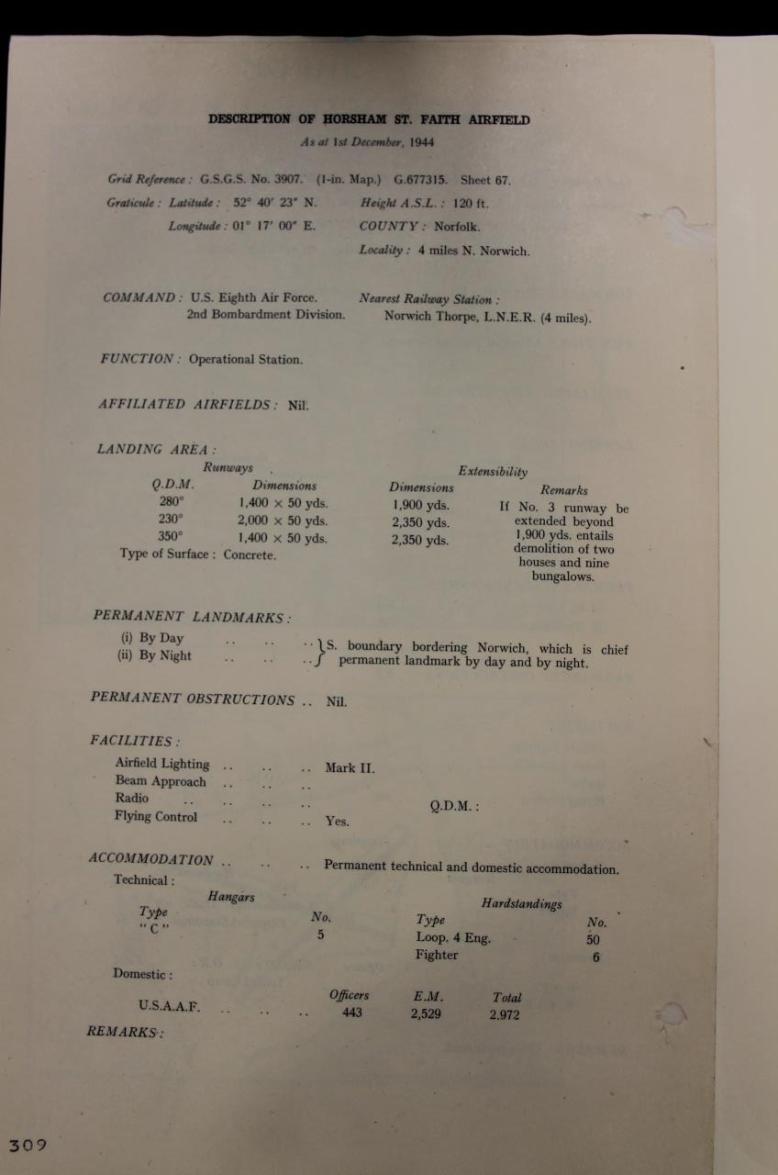 DESCRIPTION OF HORSHAM ST. FAITH AIRFIELD
As at 1st December, 1944
Grid Reference : G.S.G.S. No. 3907. (1-in. Map.) G.677315. Sheet 67.
Graticule : Latitude : 52° 40′ 23″ N. Height A.S.L. : 120 ft.
Longitude : 01° 17′ 00″ E. COUNTY : Norfolk.
Locality : 4 miles N. Norwich.
COMMAND : U.S. Eighth Air Force. Nearest Railway Station :
2nd Bombardment Division. Norwich Thorpe, L.N.E.R. (4 miles).
FUNCTION : Operational Station.
AFFILIATED AIRFIELDS : Nil.
LANDING AREA :
Runways Extensibility
Q.D.M. Dimensions Dimensions Remarks
280° 1,400 × 50 yds. 1,900 yds. If No. 3 runway be
230° 2,000 × 50 yds. 2,350 yds. extended beyond
350° 1,400 × 50 yds. 2,350 yds. 1,900 yds. entails
Type of Surface : Concrete. demolition of two
houses and nine
bungalows.
PERMANENT LANDMARKS :
(i) By Day .. .. .. } S. boundary bordering Norwich, which is chief
(ii) By Night .. .. .. permanent landmark by day and by night.
PERMANENT OBSTRUCTIONS .. Nil.
FACILITIES :
Airfield Lighting .. .. .. Mark II.
Beam Approach .. .. ..
Radio .. .. .. .. Q.D.M. :
Flying Control .. .. .. Yes.
ACCOMMODATION .. .. .. Permanent technical and domestic accommodation.
Technical :
Hangars Hardstandings
Type No. Type No.
"C" 5 Loop, 4 Eng. 50
Fighter 6
Domestic :
Officers E.M. Total
U.S.A.A.F. .. .. .. 443 2,529 2,972
REMARKS :
309